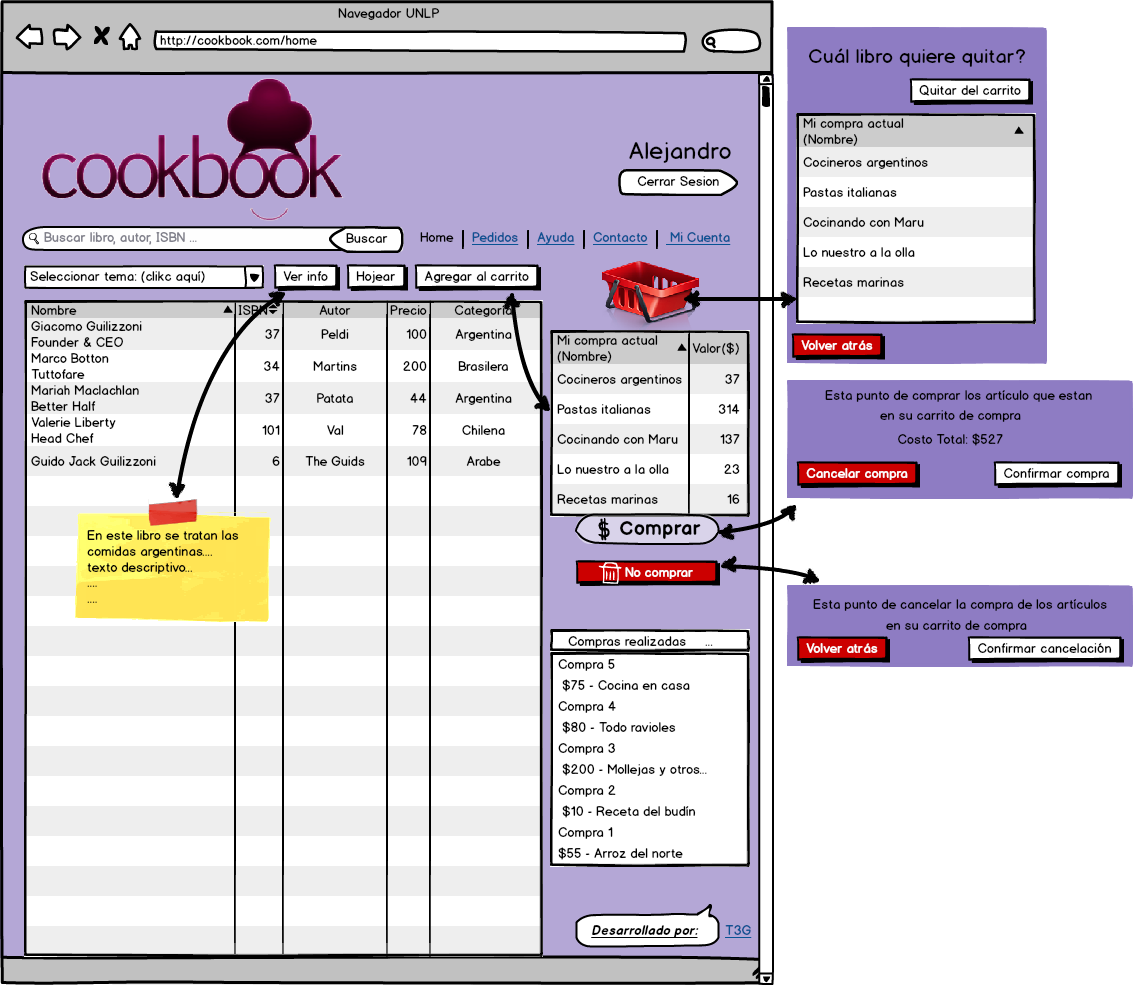 Navegador UNLP
http://cookbook.com/home
cookbook
Alejandro
Cerrar Sesion
Buscar libro, autor, ISBN ...
Buscar
Home
Pedidos
Ayuda
Contacto
Mi Cuenta
Seleccionar tema: (clikc aquí)
Ver info
Hojear
Agregar al carrito
Nombre ISBN Autor Precio Categoria
Giacomo Guilizzoni
Founder & CEO 37 Peldi 100 Argentina
Marco Botton
Tuttofare 34 Martins 200 Brasilera
Mariah Maclachlan
Better Half 37 Patata 44 Argentina
Valerie Liberty
Head Chef 101 Val 78 Chilena
Guido Jack Guilizzoni 6 The Guids 109 Arabe
En este libro se tratan las
comidas argentinas....
texto descriptivo...
....
....
Mi compra actual
(Nombre) Valor($)
Cocineros argentinos 37
Pastas italianas 314
Cocinando con Maru 137
Lo nuestro a la olla 23
Recetas marinas 16
$ Comprar
No comprar
Compras realizadas ...
Compra 5
$75 - Cocina en casa
Compra 4
$80 - Todo ravioles
Compra 3
$200 - Mollejas y otros...
Compra 2
$10 - Receta del budín
Compra 1
$55 - Arroz del norte
Desarrollado por:
T3G
Cuál libro quiere quitar?
Quitar del carrito
Mi compra actual
(Nombre)
Cocineros argentinos
Pastas italianas
Cocinando con Maru
Lo nuestro a la olla
Recetas marinas
Volver atrás
Esta punto de comprar los artículo que estan
en su carrito de compra
Costo Total: $527
Cancelar compra
Confirmar compra
Esta punto de cancelar la compra de los artículos
en su carrito de compra
Volver atrás
Confirmar cancelación